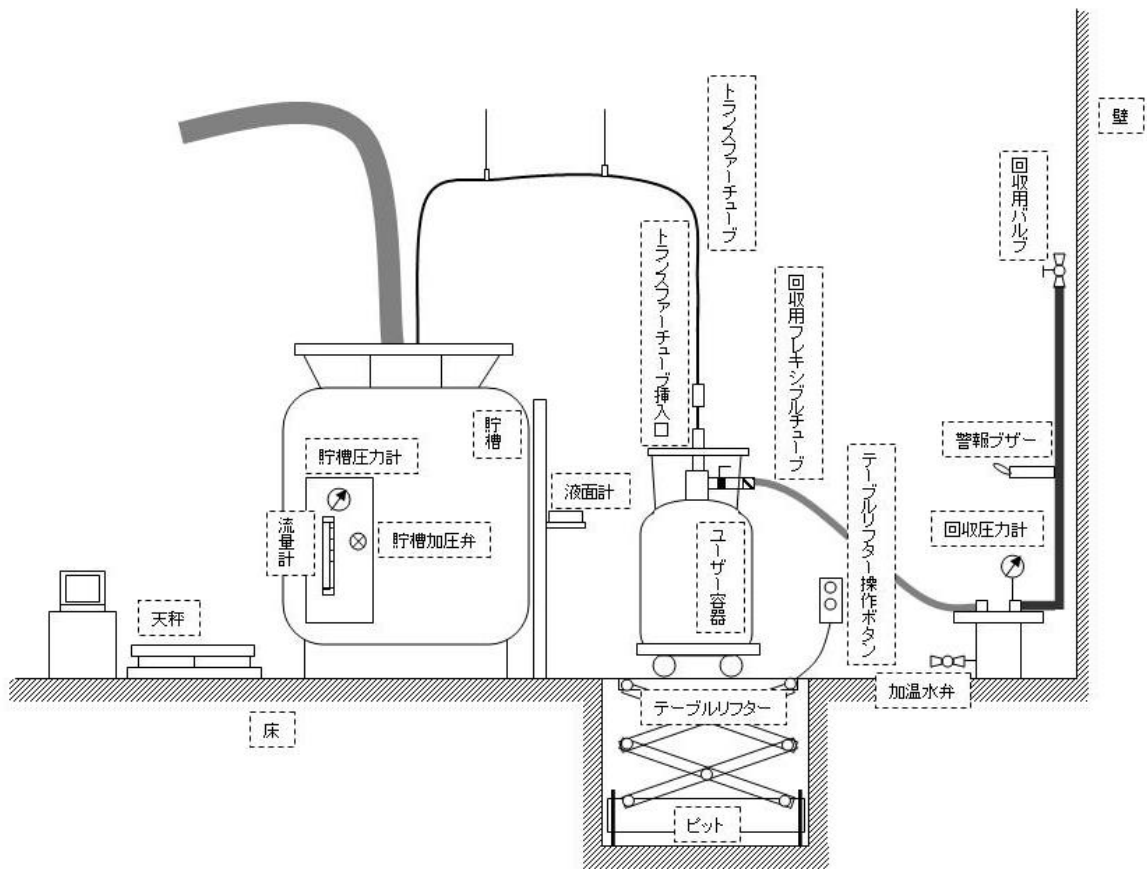 トランスファーチューブ
壁
回収用バルブ
トランスファーチューブ挿入口
回収用フレキシブルチューブ
貯槽
貯槽圧力計
液面計
警報ブザー
テーブルリフター操作ボタン
流量計
貯槽加圧弁
回収圧力計
ユーザー容器
天秤
加温水弁
テーブルリフター
床
ピット